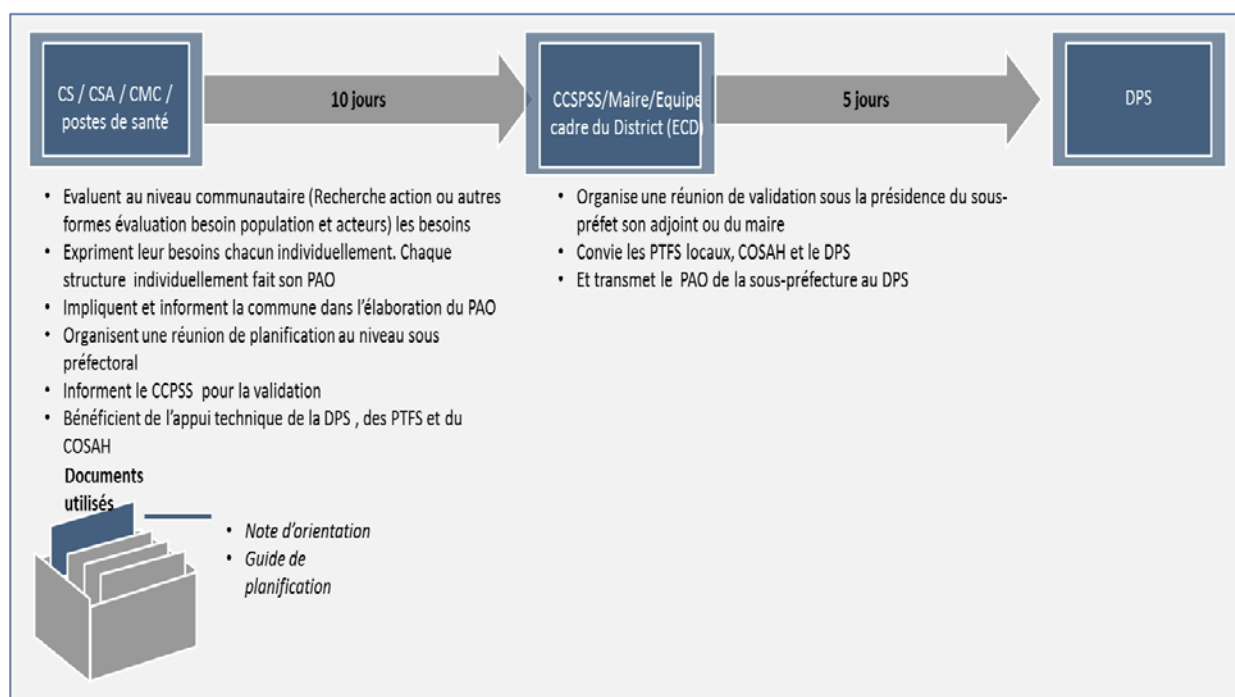 CS / CSA / CMC /
postes de santé
10 jours
CCSPSS/Maire/Equipe
cadre du District (ECD)
5 jours
DPS
• Evaluent au niveau communautaire (Recherche action ou autres
formes évaluation besoin population et acteurs) les besoins
• Expriment leur besoins chacun individuellement. Chaque
structure individuellement fait son PAO
• Impliquent et informent la commune dans l’élaboration du PAO
• Organisent une réunion de planification au niveau sous
préfectoral
• Informent le CCPSS pour la validation
• Bénéficient de l’appui technique de la DPS , des PTFS et du
COSAH
• Organise une réunion de validation sous la présidence du sous-
préfet son adjoint ou du maire
• Convie les PTFS locaux, COSAH et le DPS
• Et transmet le PAO de la sous-préfecture au DPS
Documents
utilisés
• Note d’orientation
• Guide de
planification